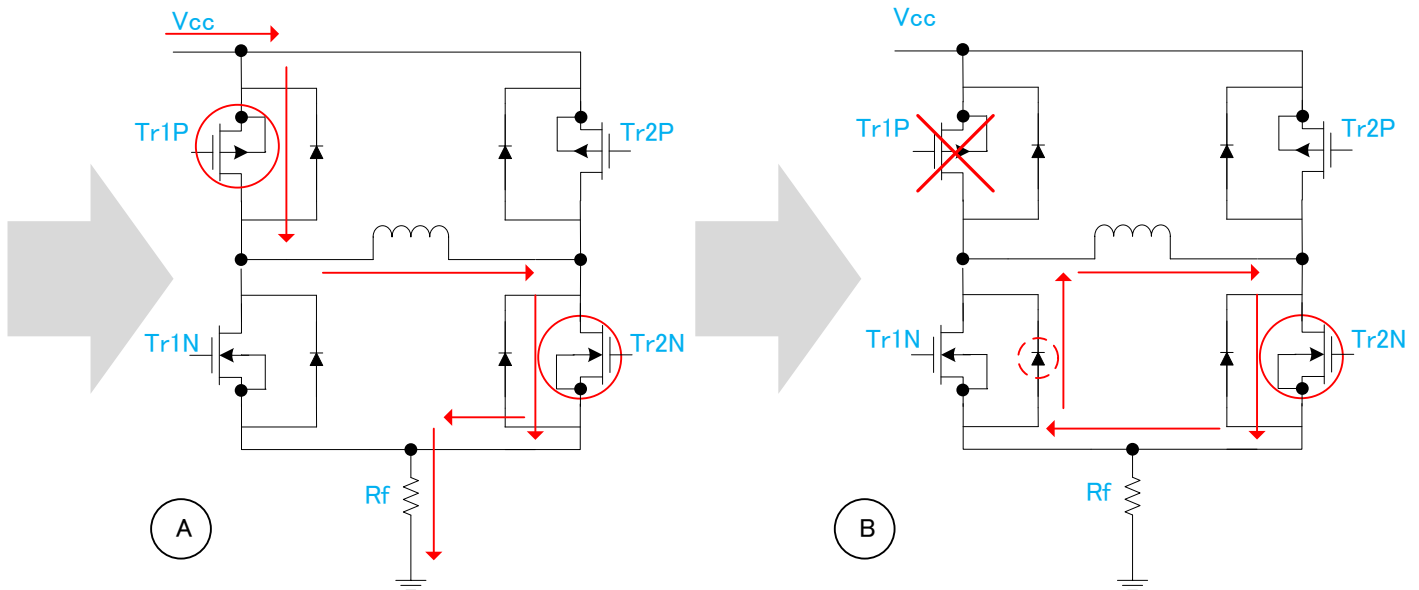 Vcc
Tr1P
Tr2P
Tr1N
Tr2N
Rf
A
Vcc
Tr1P
Tr2P
Tr1N
Tr2N
Rf
B